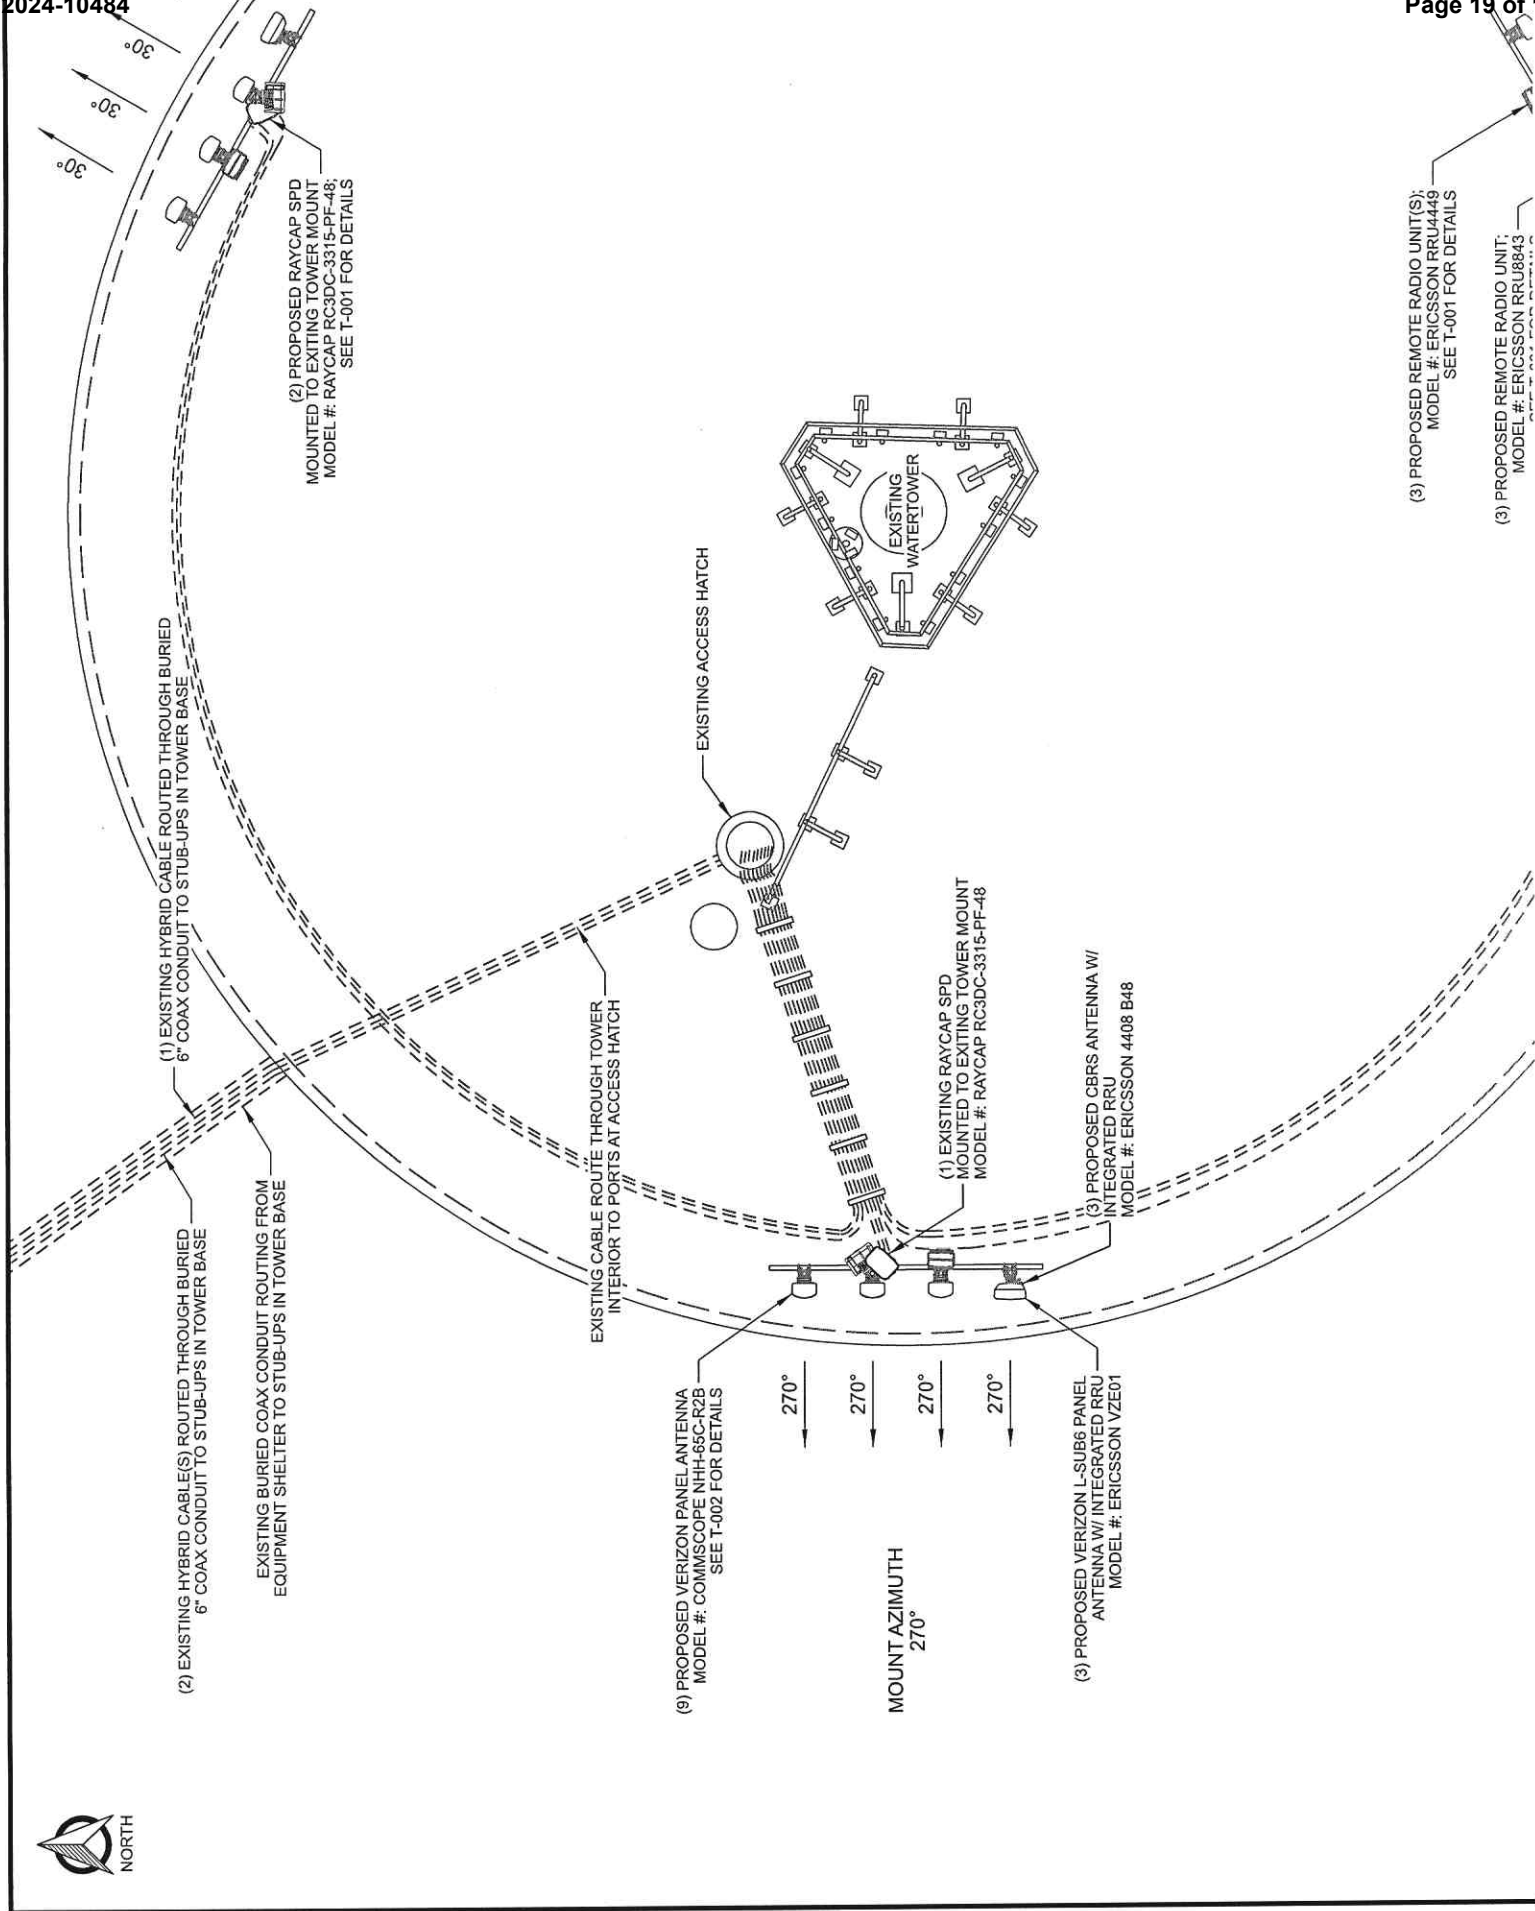 2024-10484
Page 19 of
30°
30°
30°
(2) PROPOSED RAYCAP SPD
MOUNTED TO EXITING TOWER MOUNT
MODEL #: RAYCAP RC3DC-3315-PF-48;
SEE T-001 FOR DETAILS
(3) PROPOSED REMOTE RADIO UNIT(S);
MODEL #: ERICSSON RRU4449
SEE T-001 FOR DETAILS
(3) PROPOSED REMOTE RADIO UNIT;
MODEL #: ERICSSON RRU8843
EXISTING
WATERTOWER
EXISTING ACCESS HATCH
(1) EXISTING HYBRID CABLE ROUTED THROUGH BURIED
6" COAX CONDUIT TO STUB-UPS IN TOWER BASE
(2) EXISTING HYBRID CABLE(S) ROUTED THROUGH BURIED
6" COAX CONDUIT TO STUB-UPS IN TOWER BASE
EXISTING BURIED COAX CONDUIT ROUTING FROM
EQUIPMENT SHELTER TO STUB-UPS IN TOWER BASE
EXISTING CABLE ROUTE THROUGH TOWER
INTERIOR TO PORTS AT ACCESS HATCH
(1) EXISTING RAYCAP SPD
MOUNTED TO EXITING TOWER MOUNT
MODEL #: RAYCAP RC3DC-3315-PF-48
(3) PROPOSED CBRS ANTENNA W/
INTEGRATED RRU
MODEL #: ERICSSON 4408 B48
(9) PROPOSED VERIZON PANEL ANTENNA
MODEL #: COMMSCOPE NHH-65C-R2B
SEE T-002 FOR DETAILS
270°
270°
270°
270°
MOUNT AZIMUTH
270°
(3) PROPOSED VERIZON L-SUB6 PANEL
ANTENNA W/ INTEGRATED RRU
MODEL #: ERICSSON VZE01
NORTH